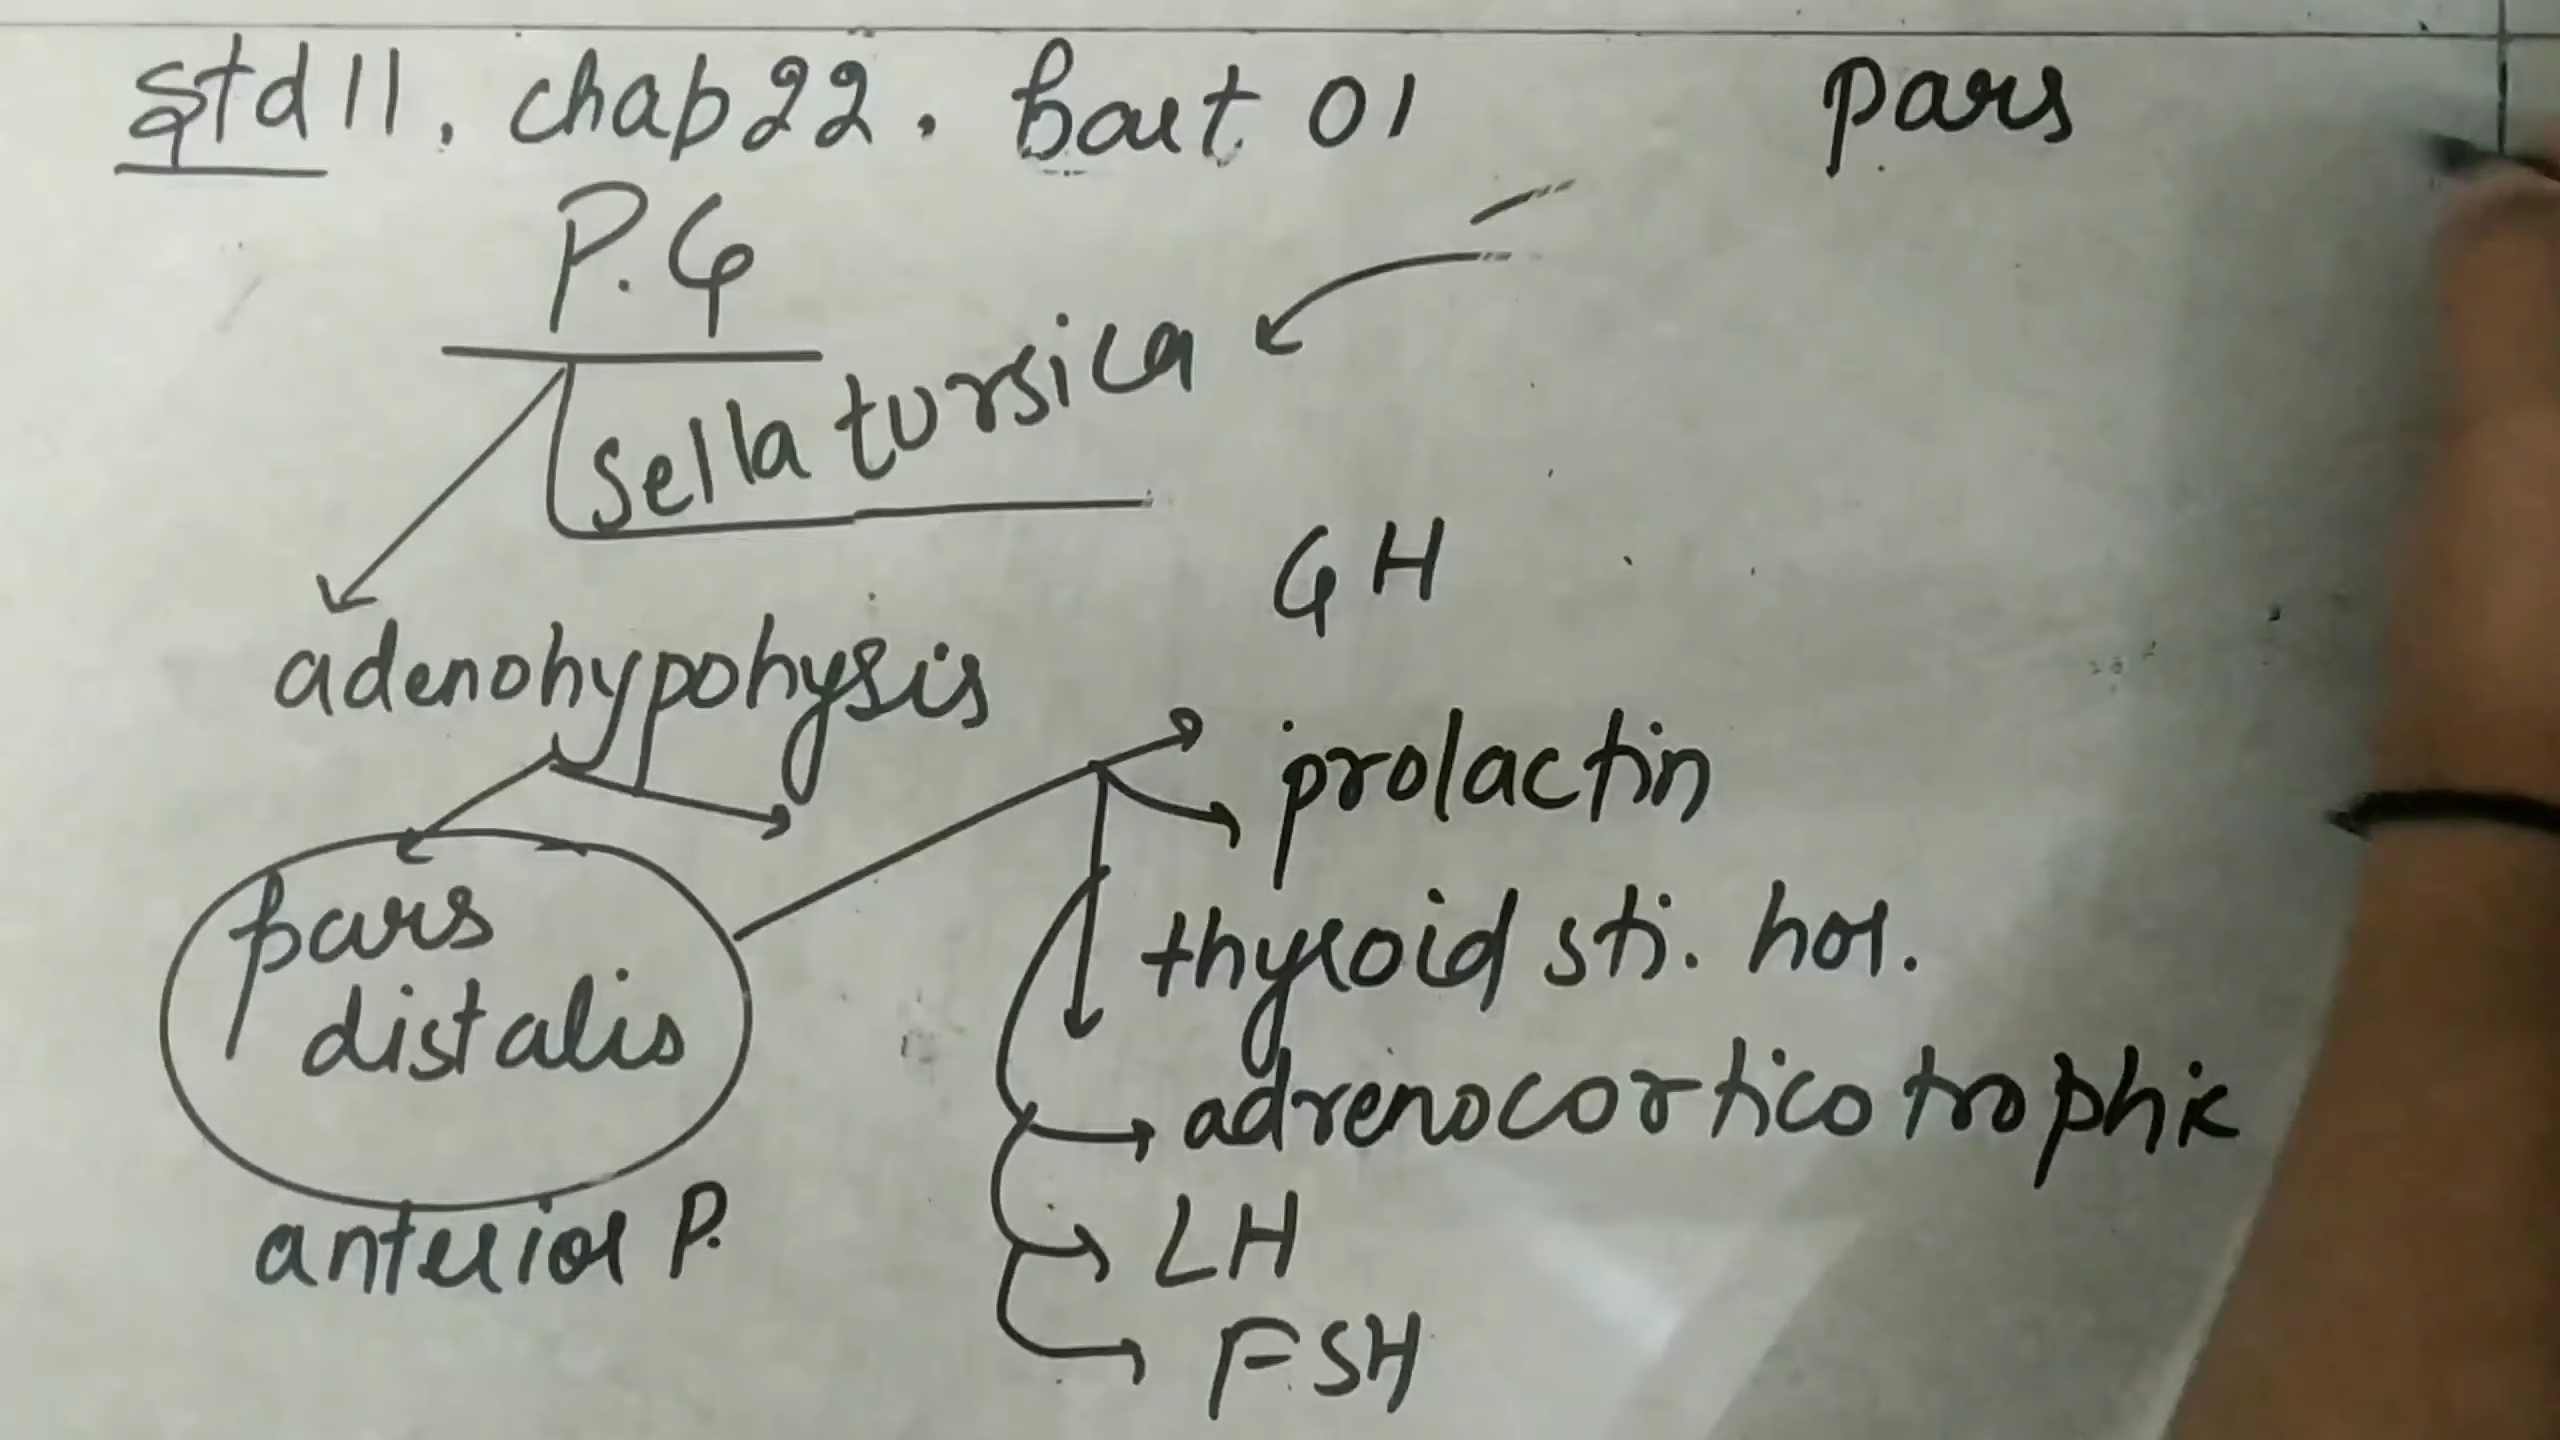 std 11. chap 22. Part 01
pars
P.G
sella tursica
GH
adenohypohysis
prolactin
pars
distalis
thyroid sti. hor.
adrenocorticotrophic
anterior P.
LH
FSH